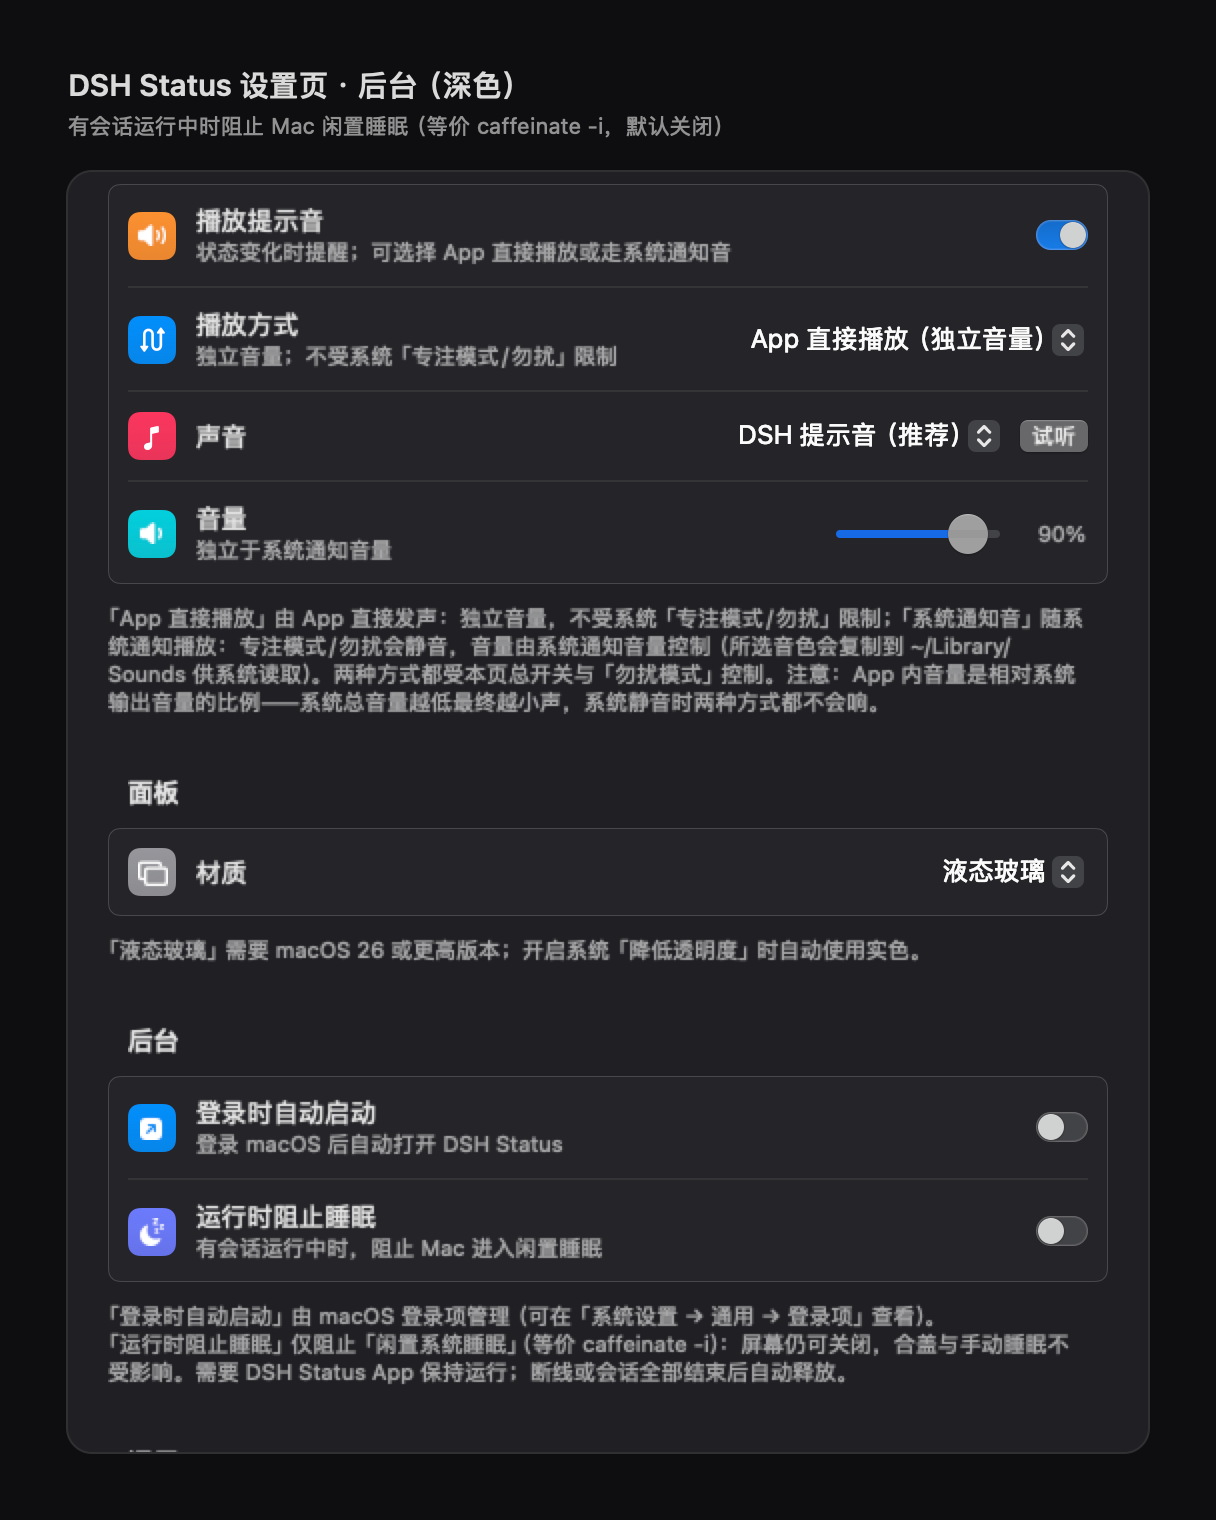 DSH Status 设置页 · 后台（深色）
有会话运行中时阻止 Mac 闲置睡眠（等价 caffeinate -i，默认关闭）
播放提示音
状态变化时提醒；可选择 App 直接播放或走系统通知音
播放方式
独立音量；不受系统「专注模式/勿扰」限制
App 直接播放（独立音量）
声音
DSH 提示音（推荐）
试听
音量
独立于系统通知音量
90%
「App 直接播放」由 App 直接发声：独立音量，不受系统「专注模式/勿扰」限制；「系统通知音」随系
统通知播放：专注模式/勿扰会静音，音量由系统通知音量控制（所选音色会复制到 ~/Library/
Sounds 供系统读取）。两种方式都受本页总开关与「勿扰模式」控制。注意：App 内音量是相对系统
输出音量的比例——系统总音量越低最终越小声，系统静音时两种方式都不会响。
面板
材质
液态玻璃
「液态玻璃」需要 macOS 26 或更高版本；开启系统「降低透明度」时自动使用实色。
后台
登录时自动启动
登录 macOS 后自动打开 DSH Status
运行时阻止睡眠
有会话运行中时，阻止 Mac 进入闲置睡眠
「登录时自动启动」由 macOS 登录项管理（可在「系统设置 → 通用 → 登录项」查看）。
「运行时阻止睡眠」仅阻止「闲置系统睡眠」（等价 caffeinate -i）：屏幕仍可关闭，合盖与手动睡眠不
受影响。需要 DSH Status App 保持运行；断线或会话全部结束后自动释放。